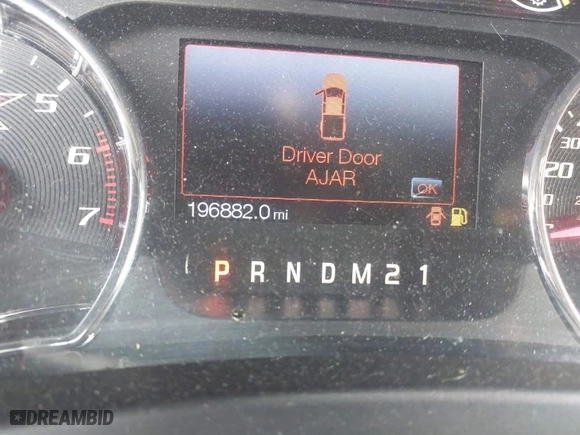 5
6
7
Driver Door
AJAR
OK
196882.0 mi
P R N D M 2 1
30
20
DREAMBID